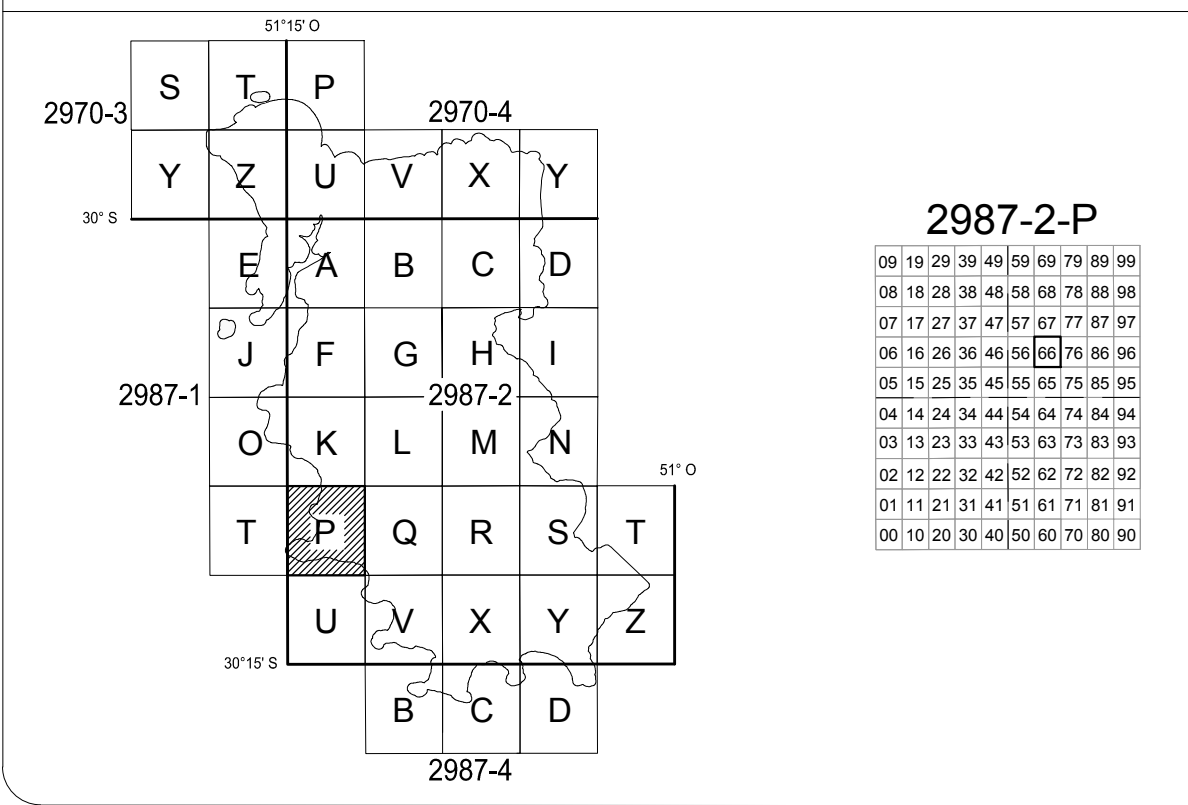 51°15' O
S T P
2970-3 2970-4
Y Z U V X Y
30° S
E A B C D
J F G H I
2987-1 2987-2
O K L M N
51° O
T P Q R S T
U V X Y Z
30°15' S
B C D
2987-4
2987-2-P
09 19 29 39 49 59 69 79 89 99
08 18 28 38 48 58 68 78 88 98
07 17 27 37 47 57 67 77 87 97
06 16 26 36 46 56 66 76 86 96
05 15 25 35 45 55 65 75 85 95
04 14 24 34 44 54 64 74 84 94
03 13 23 33 43 53 63 73 83 93
02 12 22 32 42 52 62 72 82 92
01 11 21 31 41 51 61 71 81 91
00 10 20 30 40 50 60 70 80 90